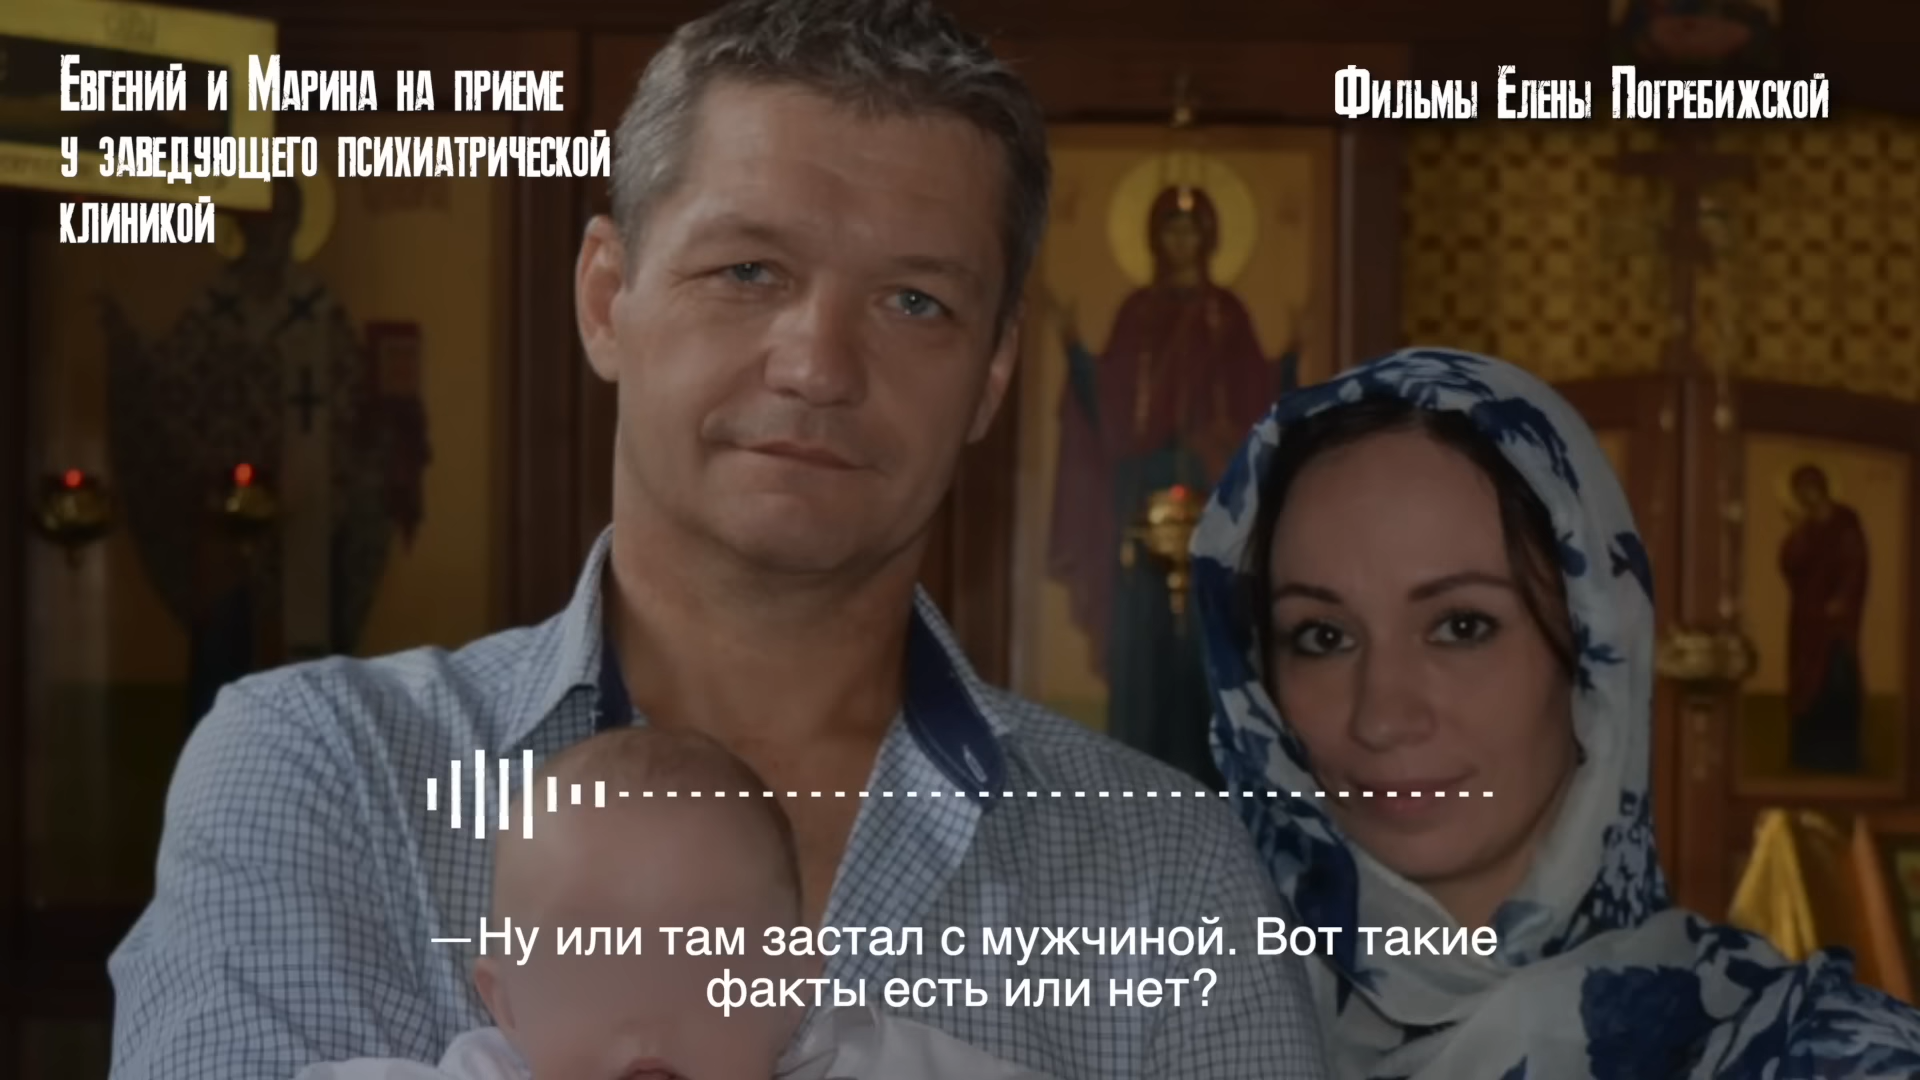 Евгений и Марина на приеме
у заведующего психиатрической
клиникой
Фильмы Елены Погребижской
—Ну или там застал с мужчиной. Вот такие
факты есть или нет?